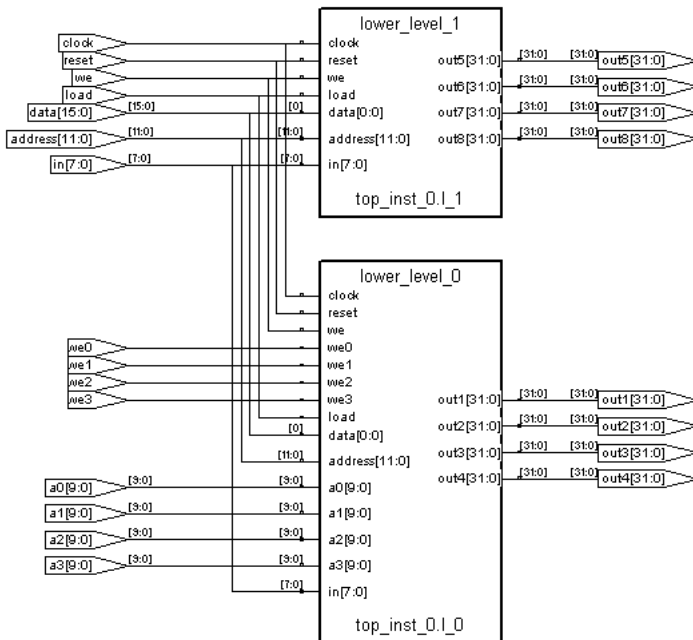 lower_level_1
clock clock
reset reset out5[31:0] [31:0] [31:0] out5[31:0]
we we
load load out6[31:0] [31:0] [31:0] out6[31:0]
data[15:0] [15:0] [0] data[0:0] out7[31:0] [31:0] [31:0] out7[31:0]
address[11:0] [11:0] [11:0] address[11:0] out8[31:0] [31:0] [31:0] out8[31:0]
in[7:0] [7:0] [7:0] in[7:0]
top_inst_0.I_1
lower_level_0
clock
reset
we
we0 we0
we1 we1
we2 we2
we3 we3 out1[31:0] [31:0] [31:0] out1[31:0]
load
[0] data[0:0] out2[31:0] [31:0] [31:0] out2[31:0]
[11:0] address[11:0] out3[31:0] [31:0] [31:0] out3[31:0]
a0[9:0] [9:0] [9:0] a0[9:0] out4[31:0] [31:0] [31:0] out4[31:0]
a1[9:0] [9:0] [9:0] a1[9:0]
a2[9:0] [9:0] [9:0] a2[9:0]
a3[9:0] [9:0] [9:0] a3[9:0]
[7:0] in[7:0]
top_inst_0.I_0